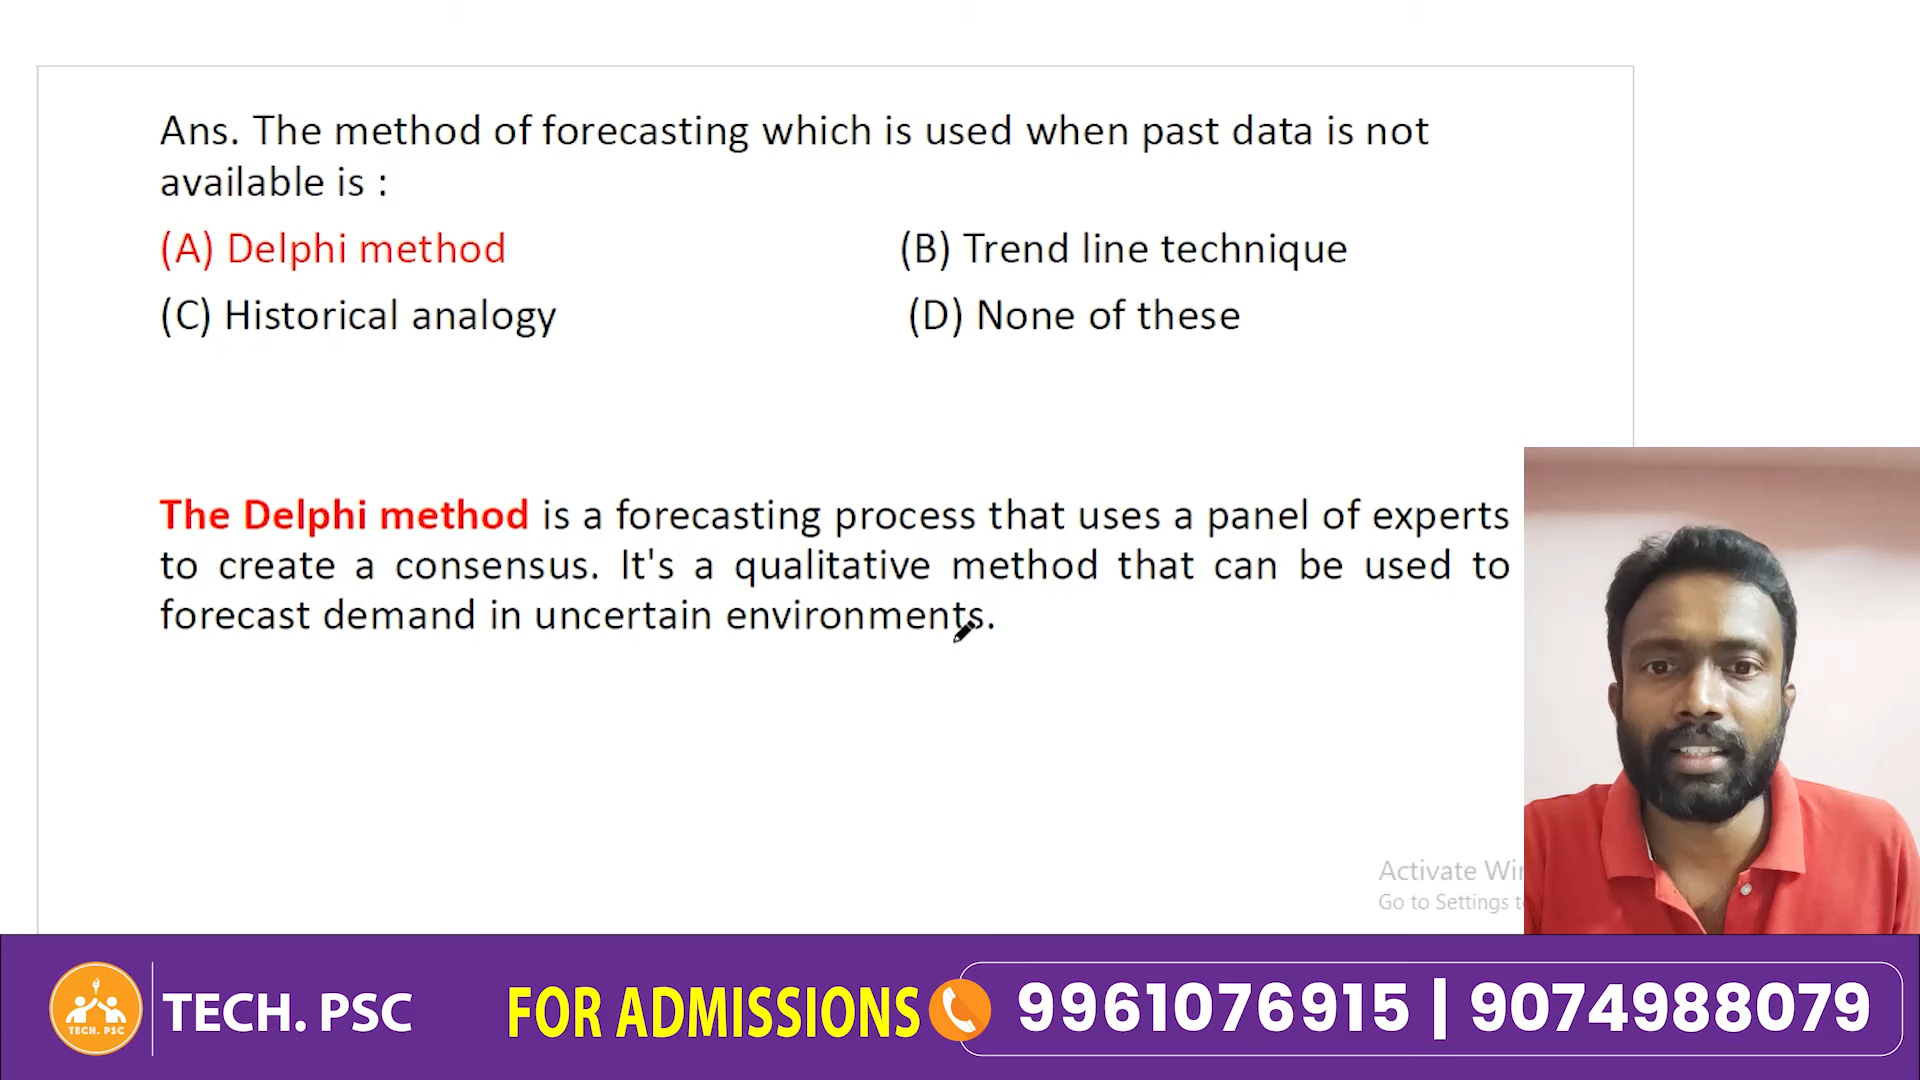 Ans. The method of forecasting which is used when past data is not
available is :
(A) Delphi method (B) Trend line technique
(C) Historical analogy (D) None of these
The Delphi method is a forecasting process that uses a panel of experts
to create a consensus. It's a qualitative method that can be used to
forecast demand in uncertain environments.
Activate Wi
Go to Settings t
TECH. PSC
TECH. PSC
FOR ADMISSIONS
9961076915 | 9074988079